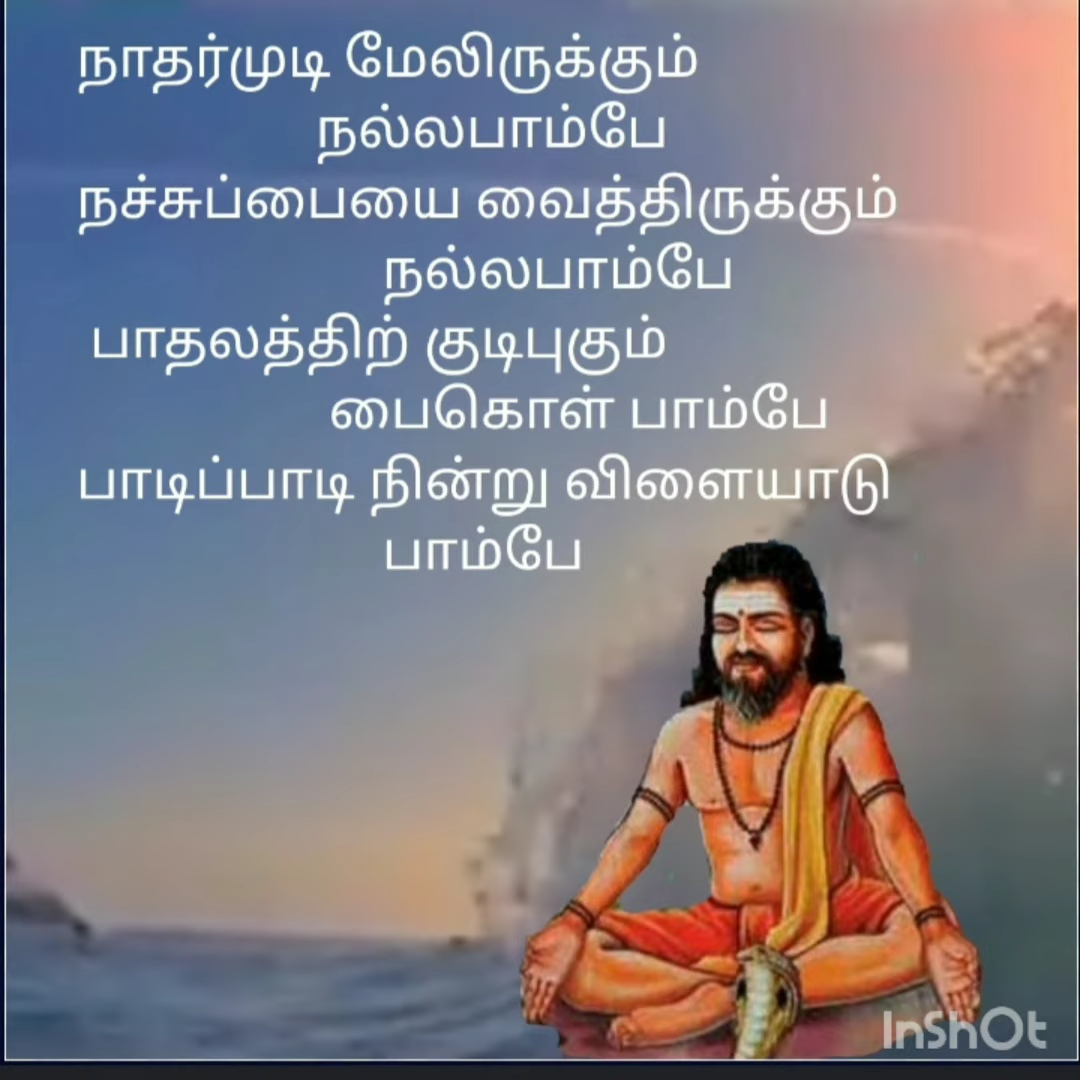 நாதர்முடி மேலிருக்கும்
நல்லபாம்பே
நச்சுப்பையை வைத்திருக்கும்
நல்லபாம்பே
பாதலத்திற் குடிபுகும்
பைகொள் பாம்பே
பாடிப்பாடி நின்று விளையாடு
பாம்பே
InShOt